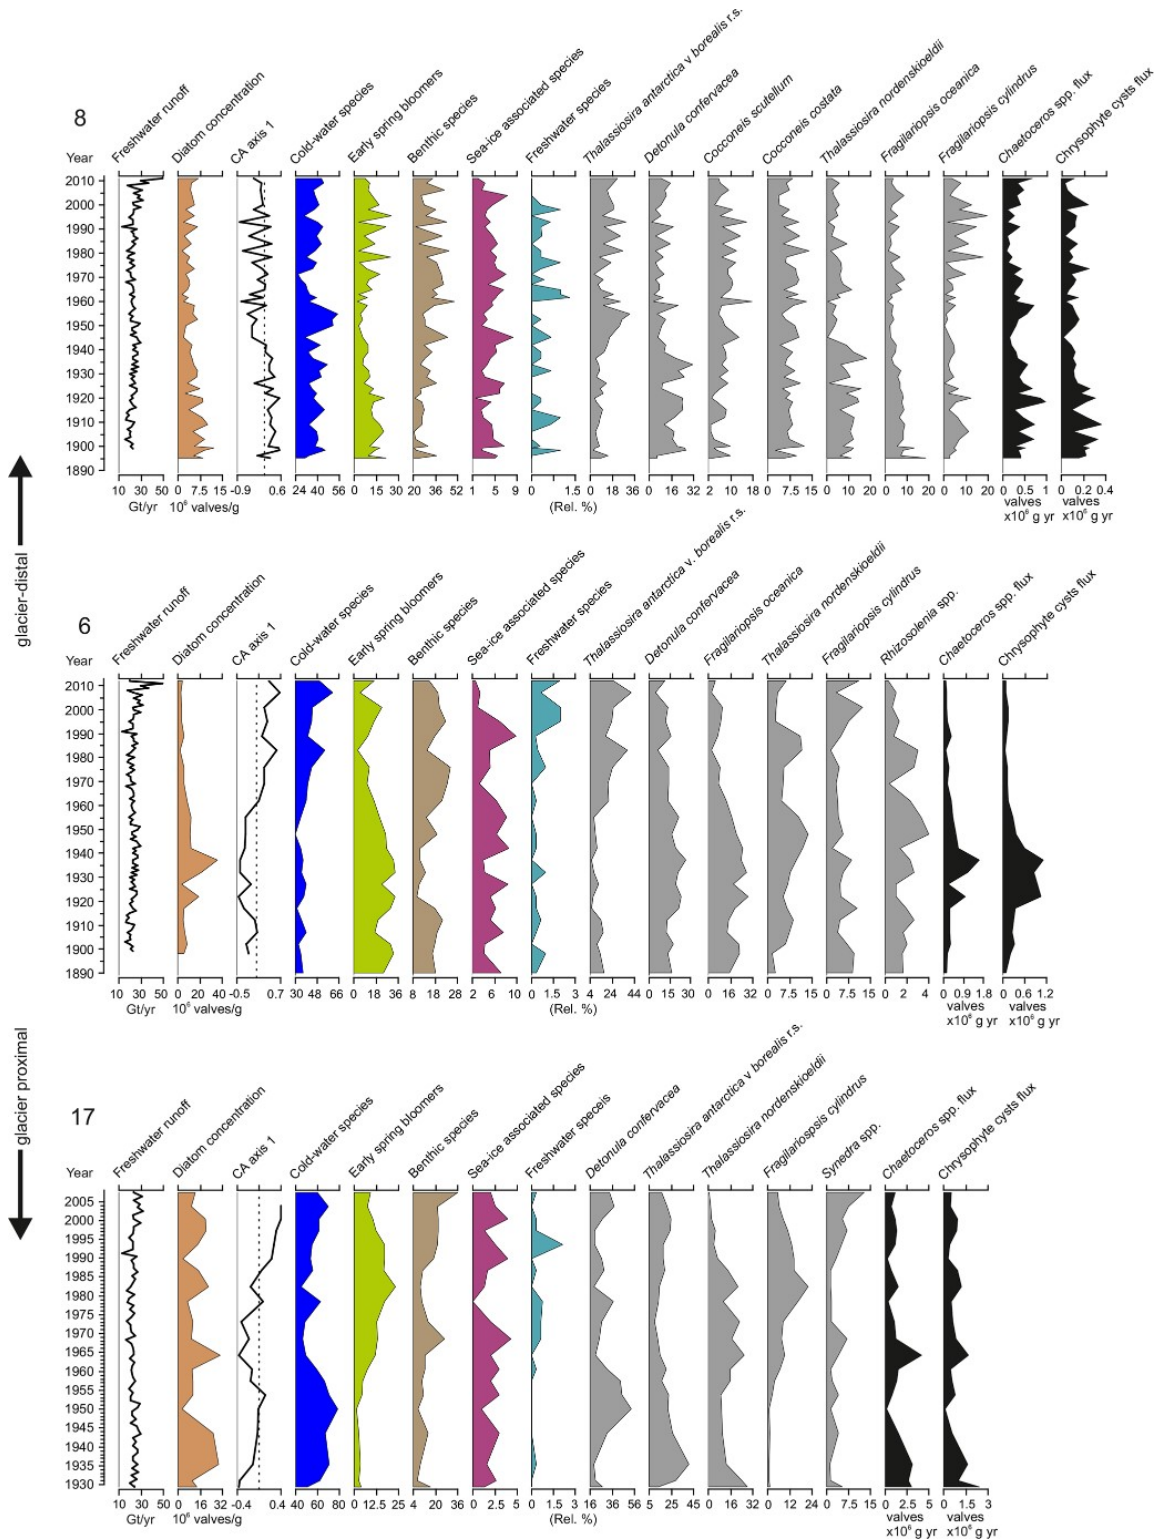 8
Year
Freshwater runoff
Diatom concentration
CA axis 1
Cold-water species
Early spring bloomers
Benthic species
Sea-ice associated species
Freshwater species
Thalassiosira antarctica v borealis r.s.
Detonula confervacea
Cocconeis scutellum
Cocconeis costata
Thalassiosira nordenskioeldii
Fragilariopsis oceanica
Fragilariopsis cylindrus
Chaetoceros spp. flux
Chrysophyte cysts flux
2010
2000
1990
1980
1970
1960
1950
1940
1930
1920
1910
1900
1890
10 30 50 0 7.5 15 -0.9 0.6 24 40 56 0 15 30 20 36 52 1 5 9 0 1.5 0 18 36 0 16 32 2 10 18 0 7.5 15 0 10 20 0 10 20 0 10 20 0 0.5 1 0 0.2 0.4
Gt/yr 10⁶ valves/g (Rel. %) valves x10⁶ g yr valves x10⁶ g yr
glacier-distal
6
Year
Freshwater runoff
Diatom concentration
CA axis 1
Cold-water species
Early spring bloomers
Benthic species
Sea-ice associated species
Freshwater species
Thalassiosira antarctica v. borealis r.s.
Detonula confervacea
Fragilariopsis oceanica
Thalassiosira nordenskioeldii
Fragilariopsis cylindrus
Rhizosolenia spp.
Chaetoceros spp. flux
Chrysophyte cysts flux
2010
2000
1990
1980
1970
1960
1950
1940
1930
1920
1910
1900
1890
10 30 50 0 20 40 -0.5 0.7 30 48 66 0 18 36 8 18 28 2 6 10 0 1.5 3 4 24 44 0 15 30 0 16 32 0 7.5 15 0 7.5 15 0 2 4 0 0.9 1.8 0 0.6 1.2
Gt/yr 10⁶ valves/g (Rel. %) valves x10⁶ g yr valves x10⁶ g yr
glacier proximal
17
Year
Freshwater runoff
Diatom concentration
CA axis 1
Cold-water species
Early spring bloomers
Benthic species
Sea-ice associated species
Freshwater speceis
Detonula confervacea
Thalassiosira antarctica v borealis r.s.
Thalassiosira nordenskioeldii
Fragilariopsis cylindrus
Synedra spp.
Chaetoceros spp. flux
Chrysophyte cysts flux
2005
2000
1995
1990
1985
1980
1975
1970
1965
1960
1955
1950
1945
1940
1935
1930
10 30 50 0 16 32 -0.4 0.4 40 60 80 0 12.5 25 4 20 36 0 2.5 5 0 1.5 3 16 36 56 5 25 45 0 16 32 0 12 24 0 7.5 15 0 2.5 5 0 1.5 3
Gt/yr 10⁶ valves/g (Rel. %) valves x10⁶ g yr valves x10⁶ g yr